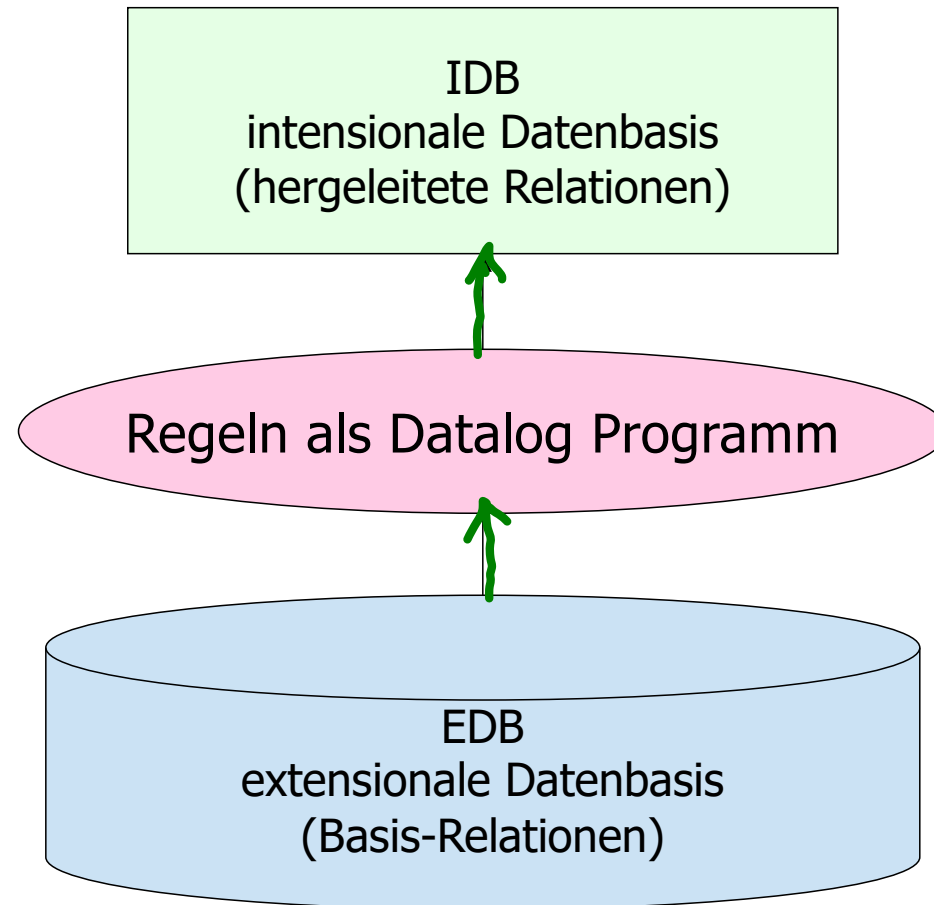 IDB
intensionale Datenbasis
(hergeleitete Relationen)
Regeln als Datalog Programm
EDB
extensionale Datenbasis
(Basis-Relationen)